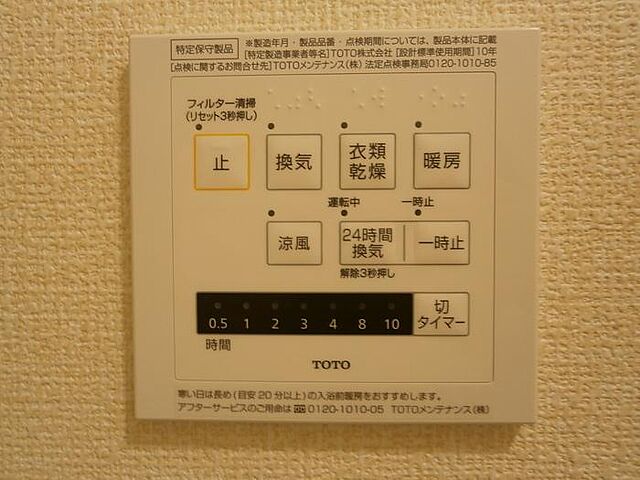 特定保守製品
※製造年月・製品品番・点検期間については、製品本体に記載
[特定製造事業者等名]TOTO株式会社 [設計標準使用期間]10年
[点検に関するお問合せ先]TOTOメンテナンス(株) 法定点検事務局0120-1010-85
フィルター清掃
(リセット3秒押し)
止
換気
衣類
乾燥
暖房
運転中
一時止
涼風
24時間
換気
一時止
解除3秒押し
0.5 1 2 3 4 8 10
切
タイマー
時間
TOTO
寒い日は長め(目安20分以上)の入浴前暖房をおすすめします。
アフターサービスのご用命は 0120-1010-05 TOTOメンテナンス(株)